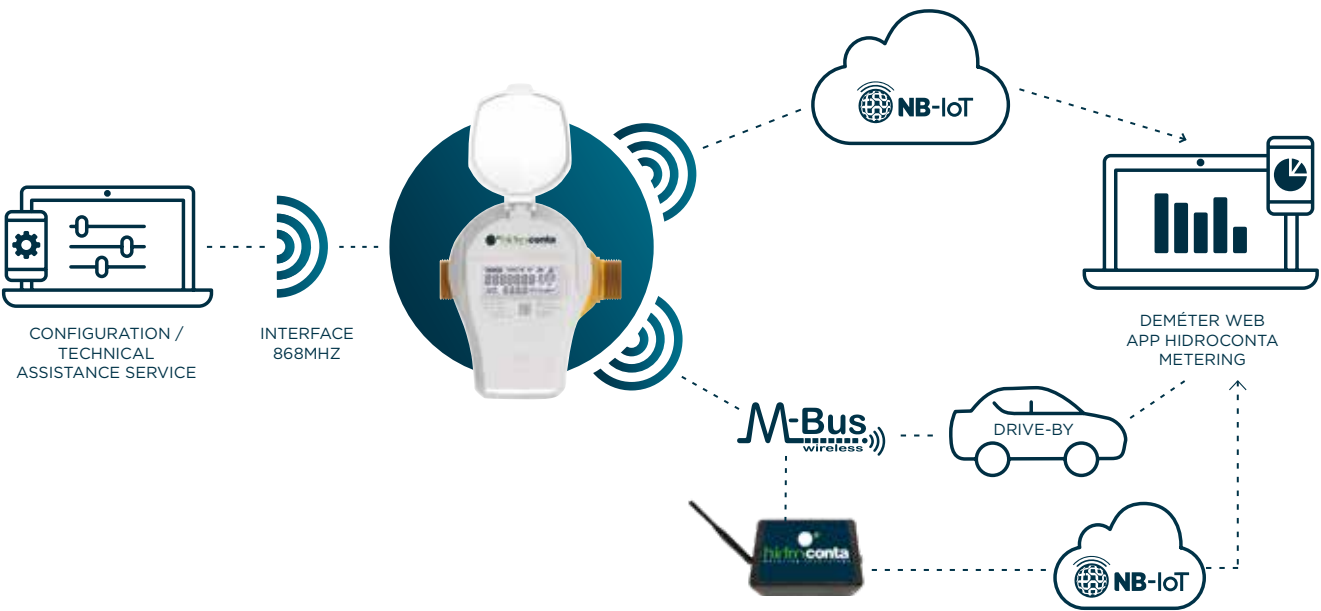 NB-IoT
hidroconta
CONFIGURATION /
TECHNICAL
ASSISTANCE SERVICE
INTERFACE
868MHZ
DEMÉTER WEB
APP HIDROCONTA
METERING
M-Bus
wireless
DRIVE-BY
hidroconta
NB-IoT